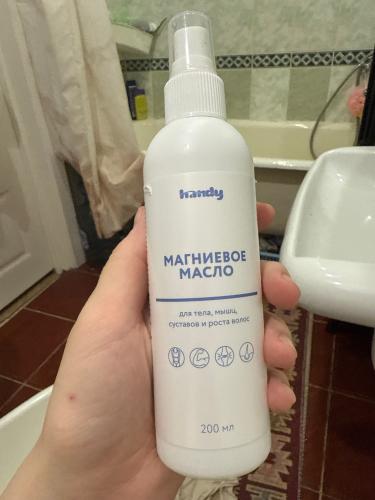 handy
МАГНИЕВОЕ
МАСЛО
для тела, мышц,
суставов и роста волос
200 мл